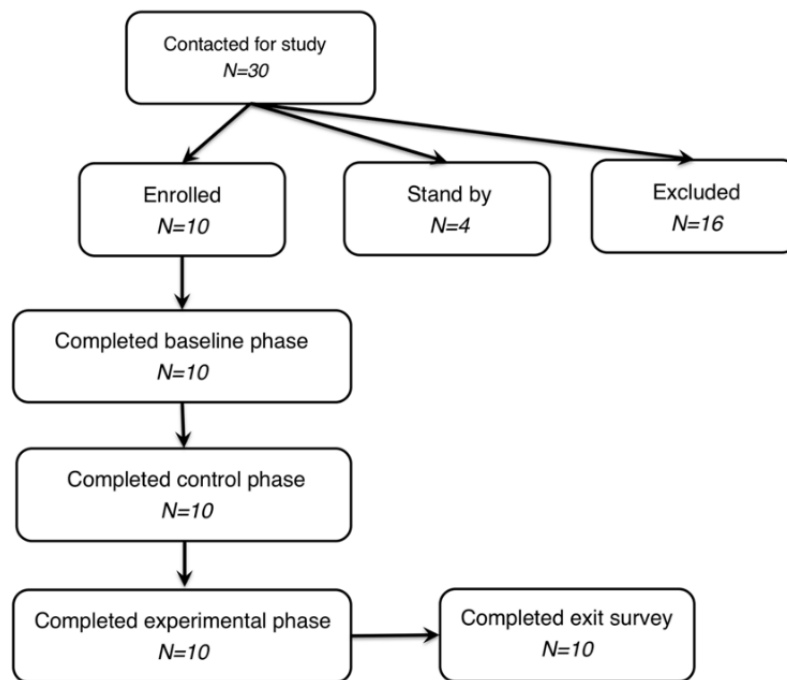 Contacted for study
N=30
Enrolled
N=10
Stand by
N=4
Excluded
N=16
Completed baseline phase
N=10
Completed control phase
N=10
Completed experimental phase
N=10
Completed exit survey
N=10